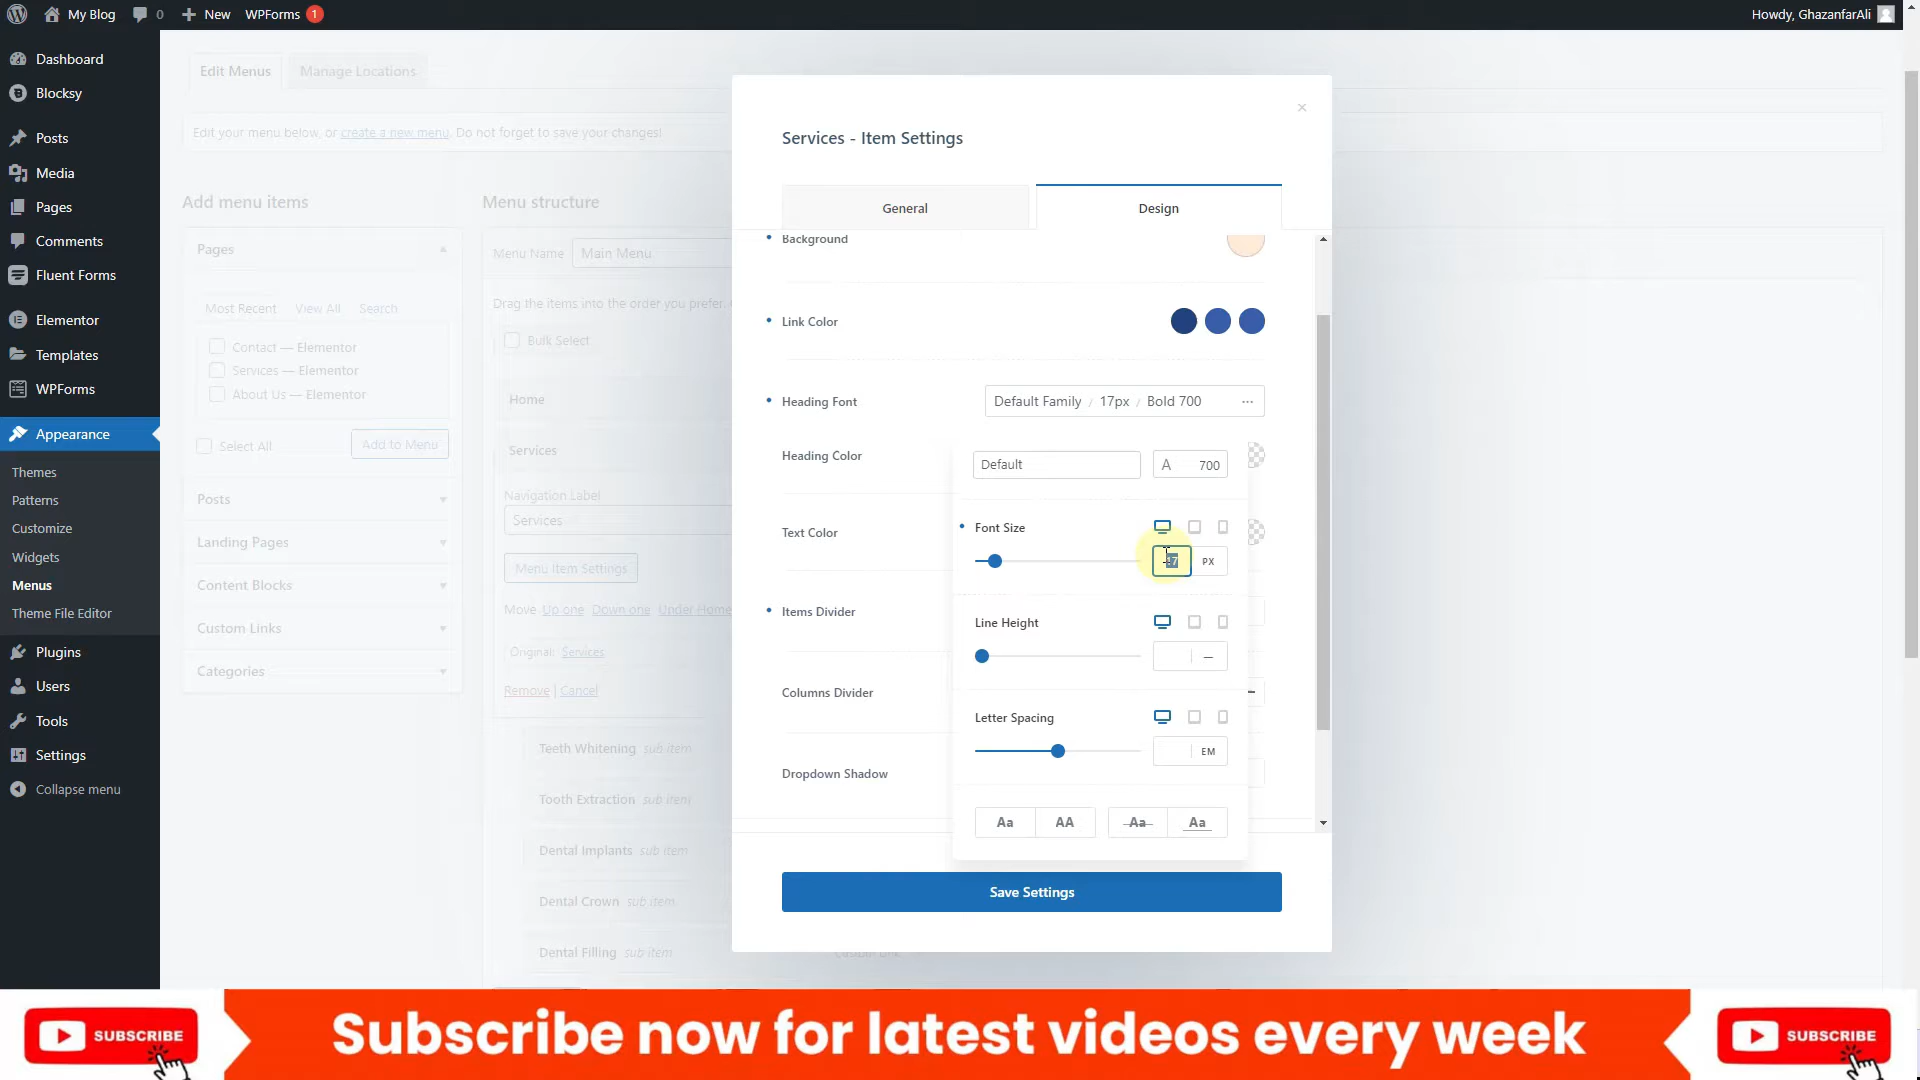 My Blog
0
New
WPForms 1
Howdy, GhazanfarAli
Dashboard
Blocksy
Posts
Media
Pages
Comments
Fluent Forms
Elementor
Templates
WPForms
Appearance
Themes
Patterns
Customize
Widgets
Menus
Theme File Editor
Plugins
Users
Tools
Settings
Collapse menu
Edit Menus
Manage Locations
Edit your menu below, or create a new menu. Do not forget to save your changes!
Add menu items
Pages
Most Recent View All Search
Contact — Elementor
Services — Elementor
About Us — Elementor
Select All
Add to Menu
Posts
Landing Pages
Content Blocks
Custom Links
Categories
Menu structure
Menu Name Main Menu
Drag the items into the order you prefer.
Bulk Select
Home
Services
Navigation Label
Services
Menu Item Settings
Move Up one Down one Under Home
Original: Services
Remove | Cancel
Teeth Whitening sub item
Tooth Extraction sub item
Dental Implants sub item
Dental Crown sub item
Dental Filling sub item
Custom Link
Services - Item Settings
General
Design
Background
Link Color
Heading Font
Default Family / 17px / Bold 700
Heading Color
Default
A 700
Font Size
17 PX
Text Color
Items Divider
Line Height
Columns Divider
Letter Spacing
EM
Dropdown Shadow
Aa AA Aa Aa
Save Settings
SUBSCRIBE
Subscribe now for latest videos every week
SUBSCRIBE